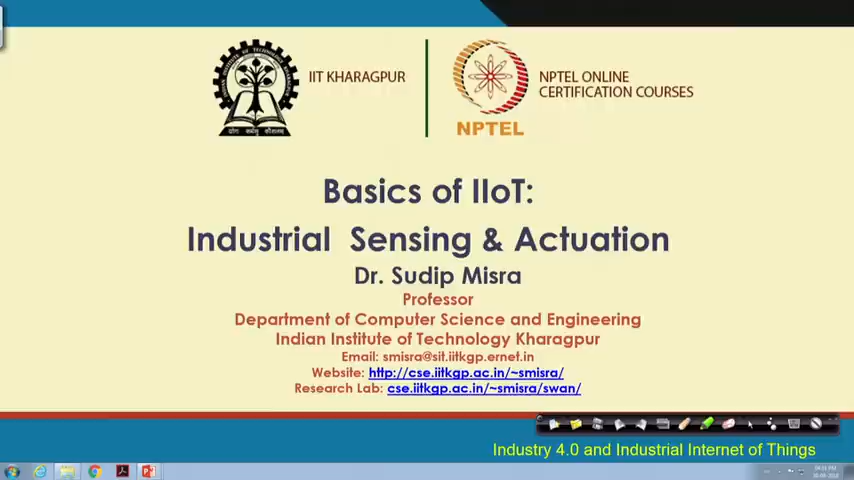 IIT KHARAGPUR
NPTEL ONLINE
CERTIFICATION COURSES
NPTEL
Basics of IIoT:
Industrial Sensing & Actuation
Dr. Sudip Misra
Professor
Department of Computer Science and Engineering
Indian Institute of Technology Kharagpur
Email: smisra@sit.iitkgp.ernet.in
Website: http://cse.iitkgp.ac.in/~smisra/
Research Lab: cse.iitkgp.ac.in/~smisra/swan/
Industry 4.0 and Industrial Internet of Things